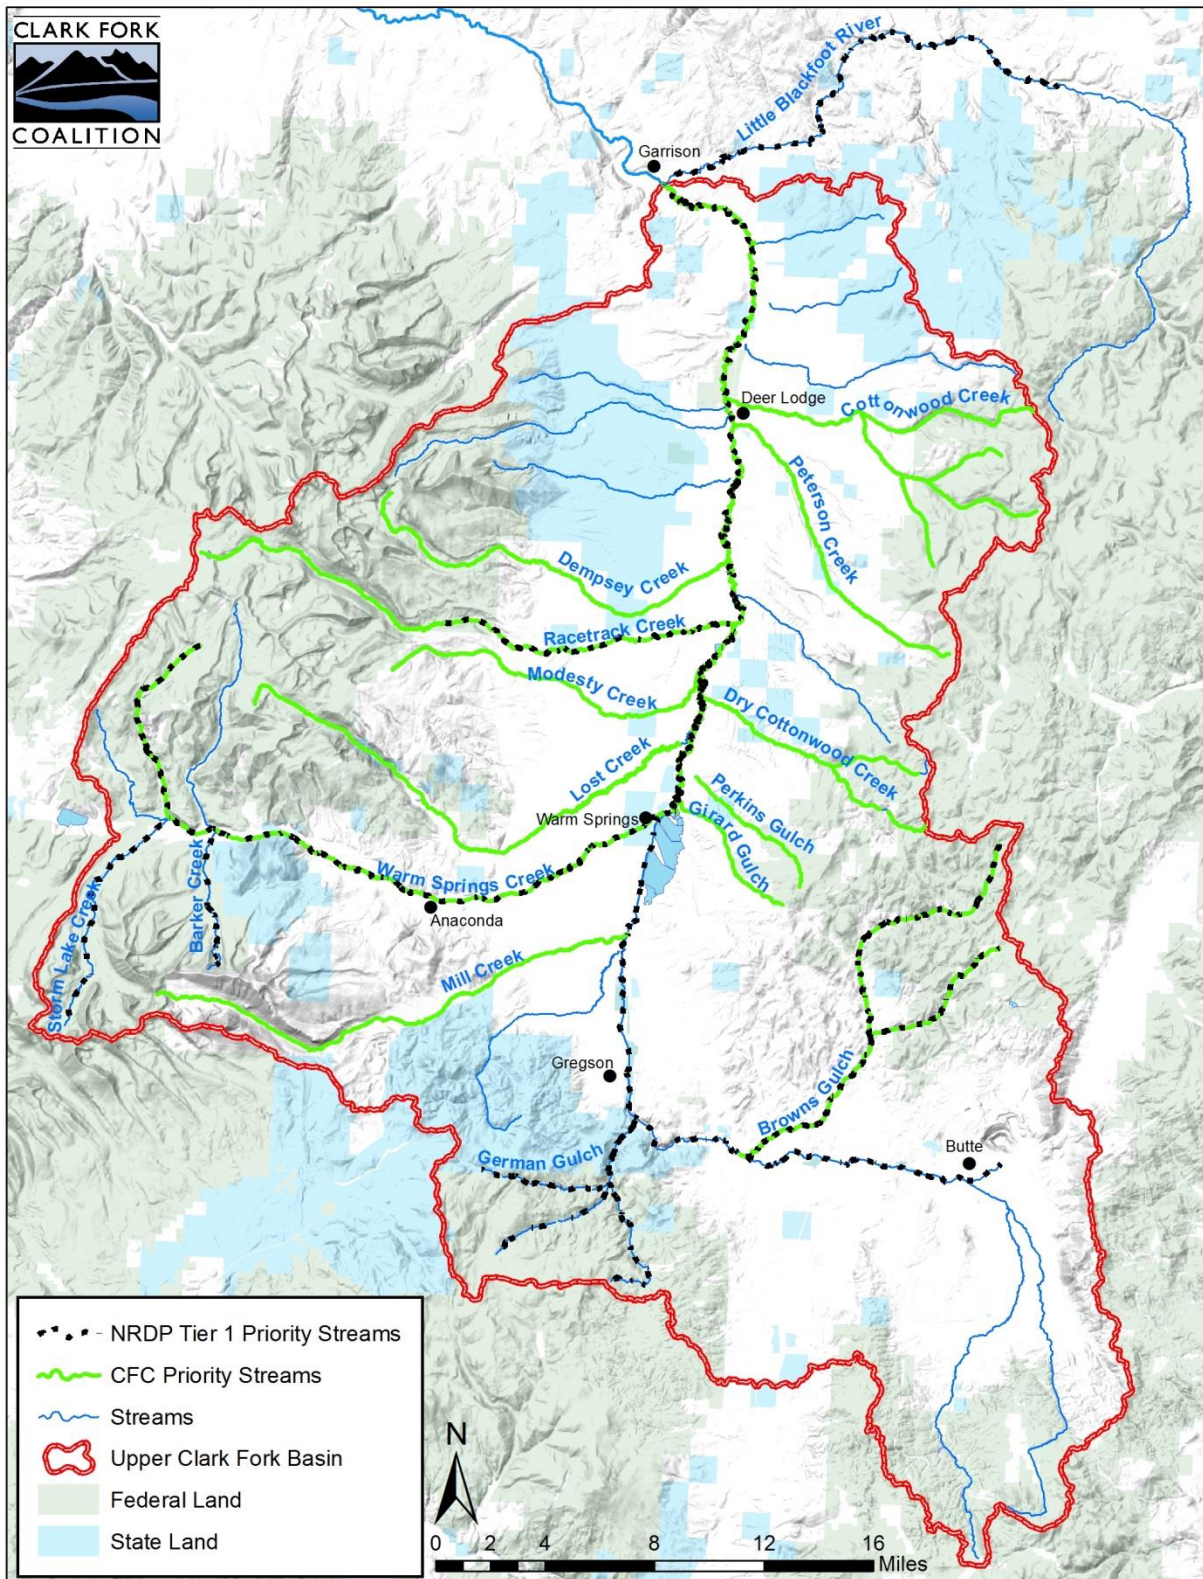 CLARK FORK
COALITION
Little Blackfoot River
Garrison
Deer Lodge
Cottonwood Creek
Peterson Creek
Dempsey Creek
Racetrack Creek
Modesty Creek
Dry Cottonwood Creek
Lost Creek
Perkins Gulch
Warm Springs
Girard Gulch
Warm Springs Creek
Barker Creek
Storm Lake Creek
Anaconda
Mill Creek
Gregson
Browns Gulch
German Gulch
Butte
NRDP Tier 1 Priority Streams
CFC Priority Streams
Streams
Upper Clark Fork Basin
Federal Land
State Land
N
0 2 4 8 12 16
Miles